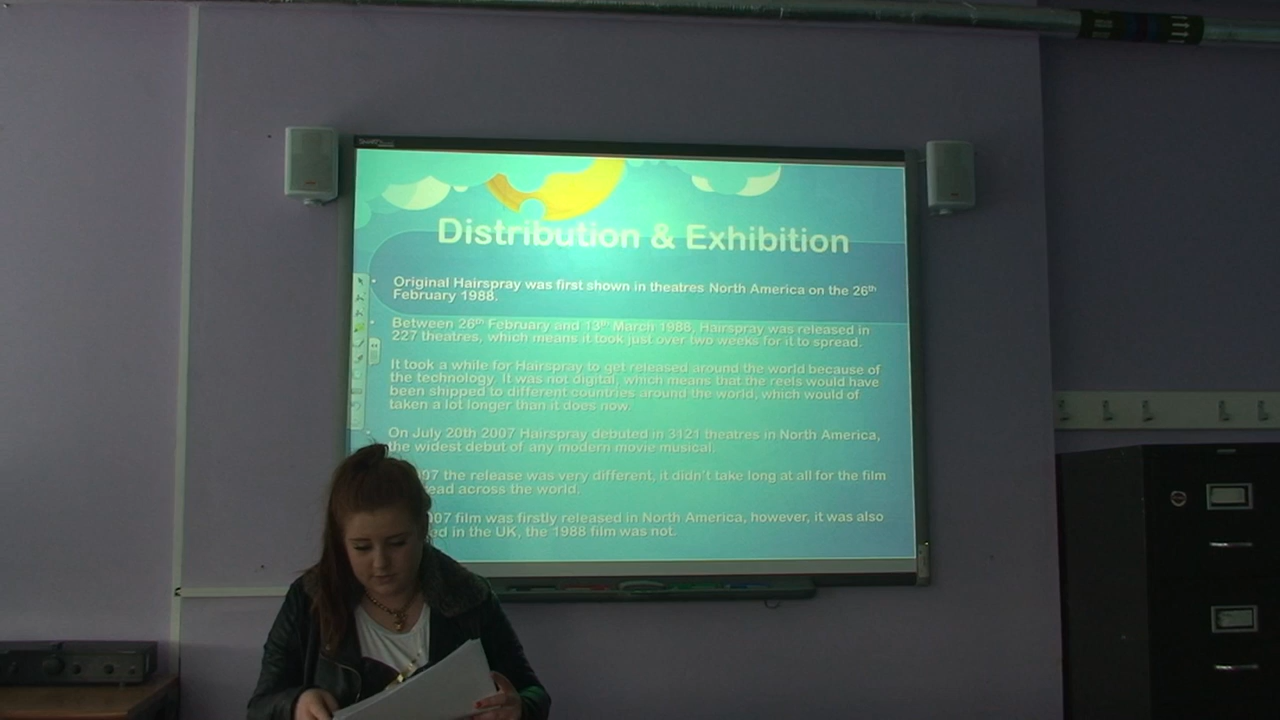 Distribution & Exhibition
Original Hairspray was first shown in theatres North America on the 26th
February 1988.
Between 26th February and 13th March 1988, Hairspray was released in
227 theatres, which means it took just over two weeks for it to spread.
It took a while for Hairspray to get released around the world because of
the technology. It was not digital, which means that the reels would have
been shipped to different countries around the world, which would of
taken a lot longer than it does now.
On July 20th 2007 Hairspray debuted in 3121 theatres in North America,
the widest debut of any modern movie musical.
07 the release was very different, it didn't take long at all for the film
ead across the world.
07 film was firstly released in North America, however, it was also
ed in the UK, the 1988 film was not.